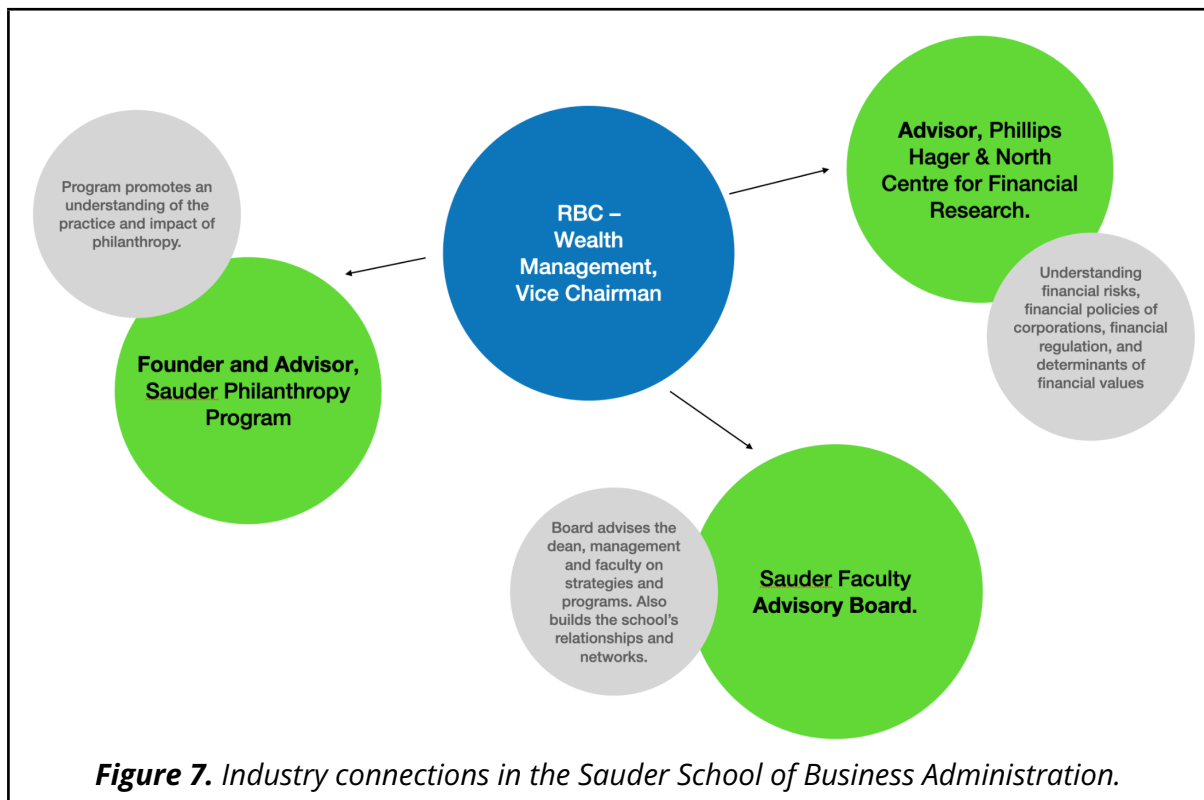 Program promotes an
understanding of the
practice and impact of
philanthropy.
Founder and Advisor,
Sauder Philanthropy
Program
RBC –
Wealth
Management,
Vice Chairman
Advisor, Phillips
Hager & North
Centre for Financial
Research.
Understanding
financial risks,
financial policies of
corporations, financial
regulation, and
determinants of
financial values
Board advises the
dean, management
and faculty on
strategies and
programs. Also
builds the school's
relationships and
networks.
Sauder Faculty
Advisory Board.
Figure 7. Industry connections in the Sauder School of Business Administration.